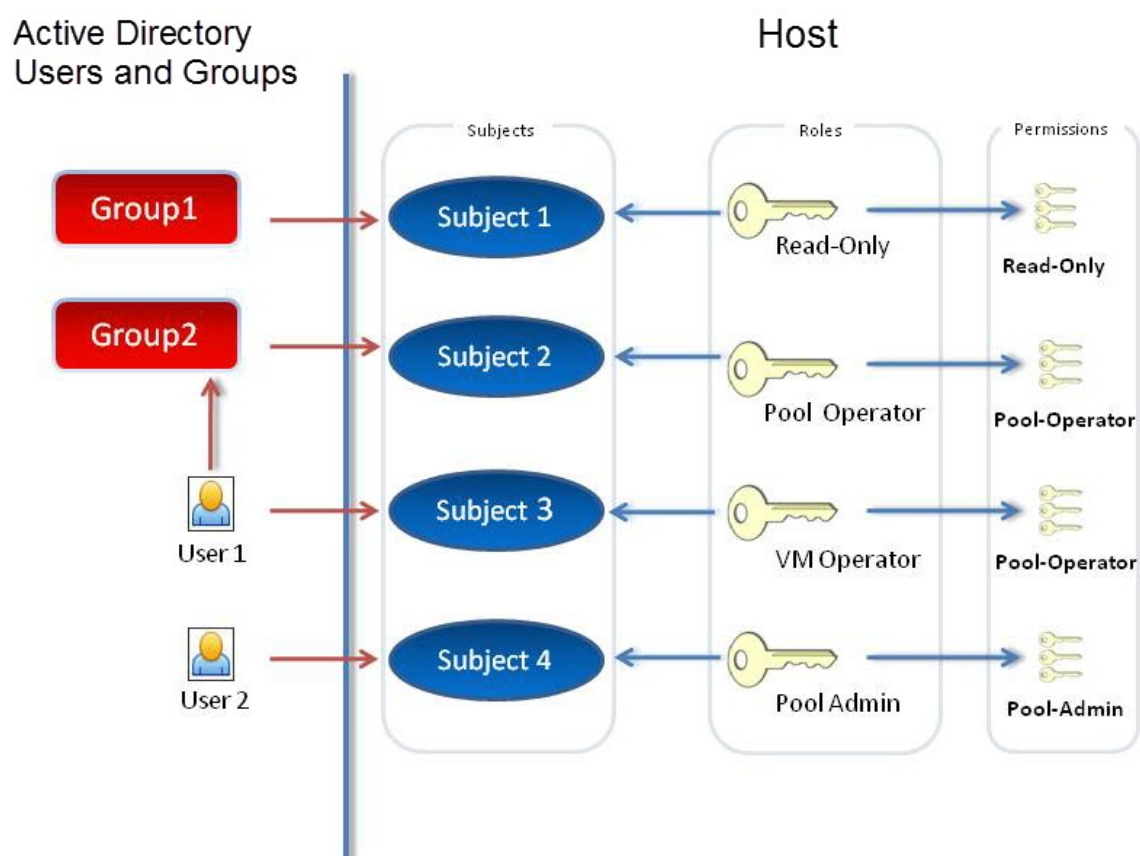 Active Directory
Users and Groups
Host
Subjects
Roles
Permissions
Group1
Subject 1
Read-Only
Read-Only
Group2
Subject 2
Pool Operator
Pool-Operator
User 1
Subject 3
VM Operator
Pool-Operator
User 2
Subject 4
Pool Admin
Pool-Admin